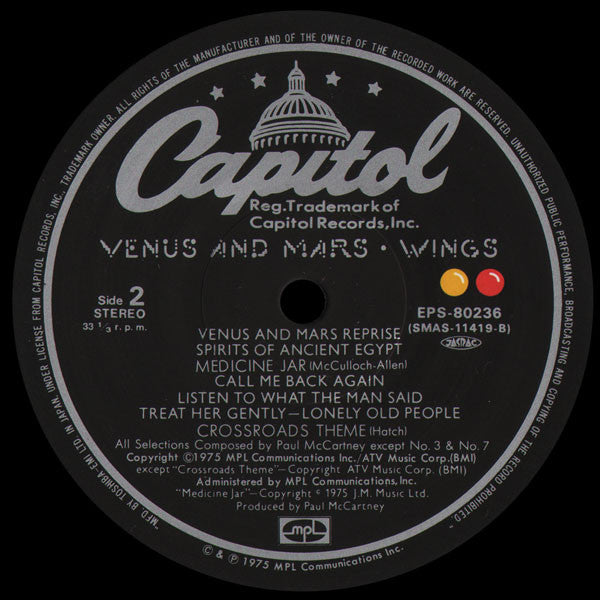 "MFD. BY TOSHIBA-EMI LTD. IN JAPAN UNDER LICENSE FROM CAPITOL RECORDS, INC., TRADEMARK OWNER. ALL RIGHTS OF THE MANUFACTURER AND OF THE OWNER OF THE RECORDED WORK ARE RESERVED. UNAUTHORIZED PUBLIC PERFORMANCE, BROADCASTING AND COPYING OF THE RECORD PROHIBITED."
Capitol
Reg.Trademark of
Capitol Records,Inc.
VENUS AND MARS • WINGS
Side 2
STEREO
33 1/3 r.p.m.
EPS-80236
(SMAS-11419-B)
JASRAC
VENUS AND MARS REPRISE
SPIRITS OF ANCIENT EGYPT
MEDICINE JAR (McCulloch-Allen)
CALL ME BACK AGAIN
LISTEN TO WHAT THE MAN SAID
TREAT HER GENTLY—LONELY OLD PEOPLE
CROSSROADS THEME (Hatch)
All Selections Composed by Paul McCartney except No. 3 & No. 7
Copyright ©1975 MPL Communications Inc./ATV Music Corp.(BMI)
except "Crossroads Theme"—Copyright ATV Music Corp. (BMI)
Administered by MPL Communications, Inc.
"Medicine Jar"—Copyright © 1975 J.M. Music Ltd.
Produced by Paul McCartney
mpl
© & ℗ 1975 MPL Communications Inc.